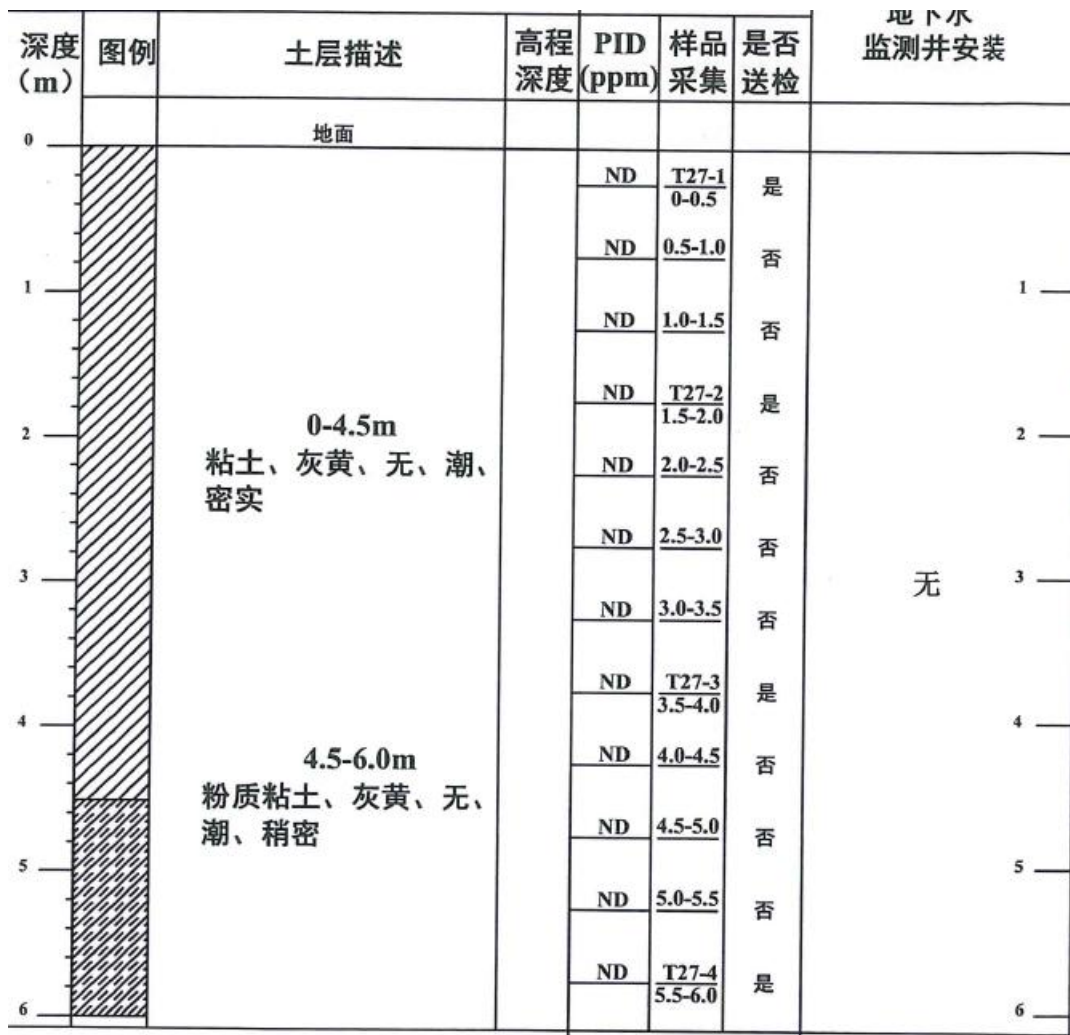 深度 图例 土层描述 高程 PID 样品 是否 地下水
(m) 深度 (ppm) 采集 送检 监测井安装
0 地面
ND T27-1 是
0-0.5
ND 0.5-1.0 否
1 1
ND 1.0-1.5 否
ND T27-2 是
1.5-2.0
0-4.5m
2 2
粘土、灰黄、无、潮、 ND 2.0-2.5 否
密实
ND 2.5-3.0 否
3 无 3
ND 3.0-3.5 否
ND T27-3 是
3.5-4.0
4 4
4.5-6.0m ND 4.0-4.5 否
粉质粘土、灰黄、无、
潮、稍密 ND 4.5-5.0 否
5 5
ND 5.0-5.5 否
ND T27-4 是
5.5-6.0
6 6